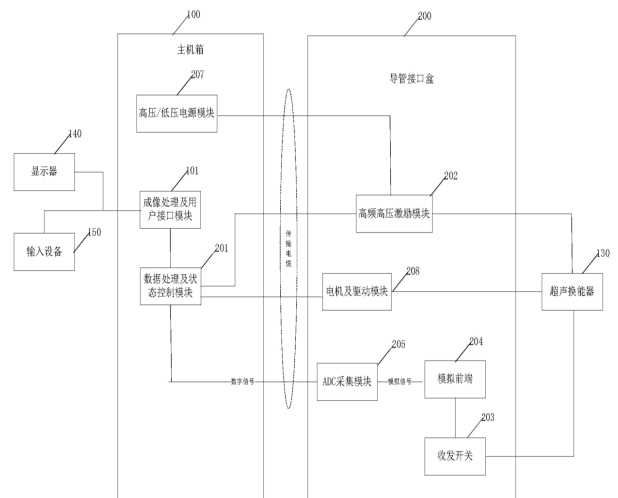 100
200
主机箱
207
导管接口盒
高压/低压电源模块
140
显示器
101
成像处理及用
户接口模块
202
高频高压激励模块
输入设备
150
传
输
电
缆
201
数据处理及状
态控制模块
208
电机及驱动模块
130
超声换能器
205
204
数字信号
ADC采集模块
模拟信号
模拟前端
203
收发开关